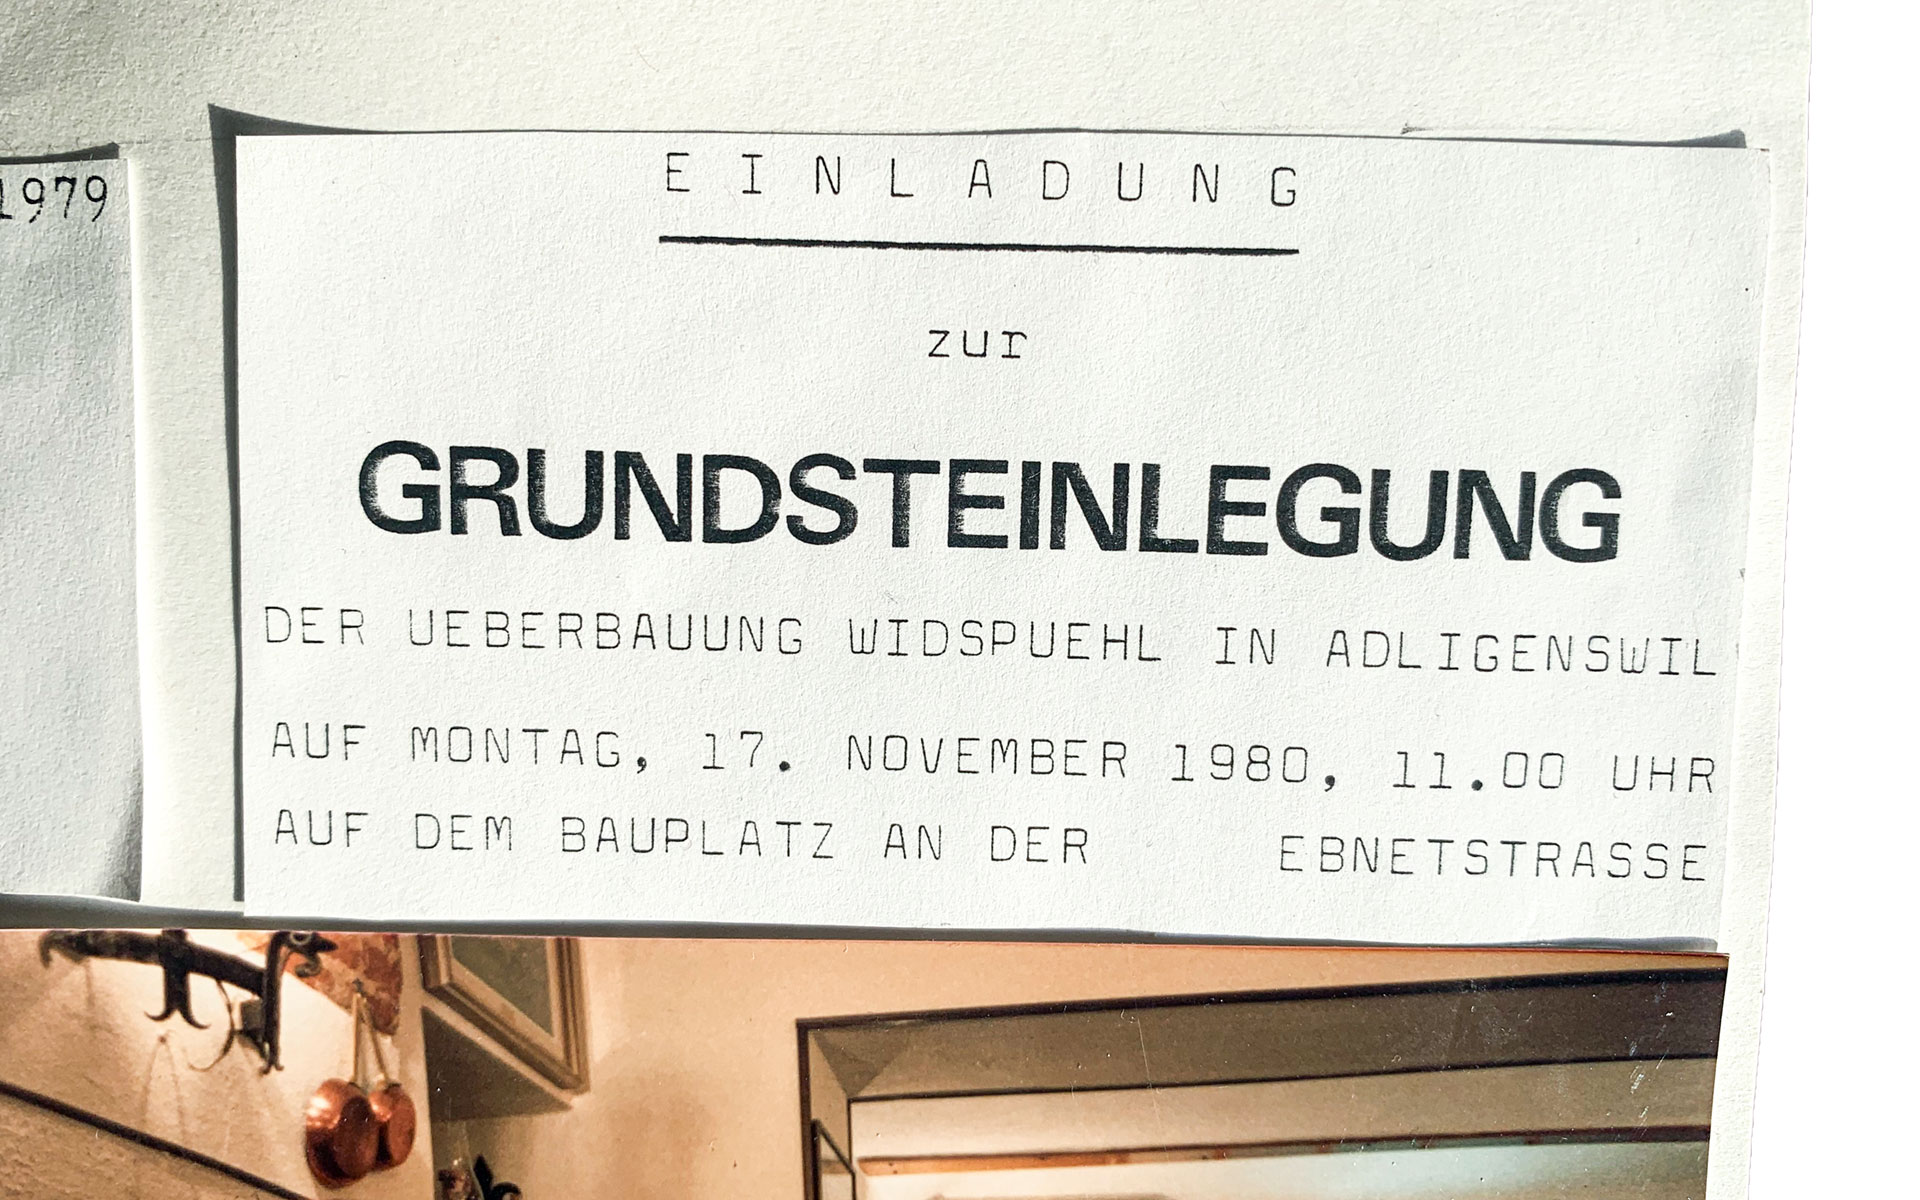 1979
EINLADUNG
zur
GRUNDSTEINLEGUNG
DER UEBERBAUUNG WIDSPUEHL IN ADLIGENSWIL
AUF MONTAG, 17. NOVEMBER 1980, 11.00 UHR
AUF DEM BAUPLATZ AN DER EBNETSTRASSE